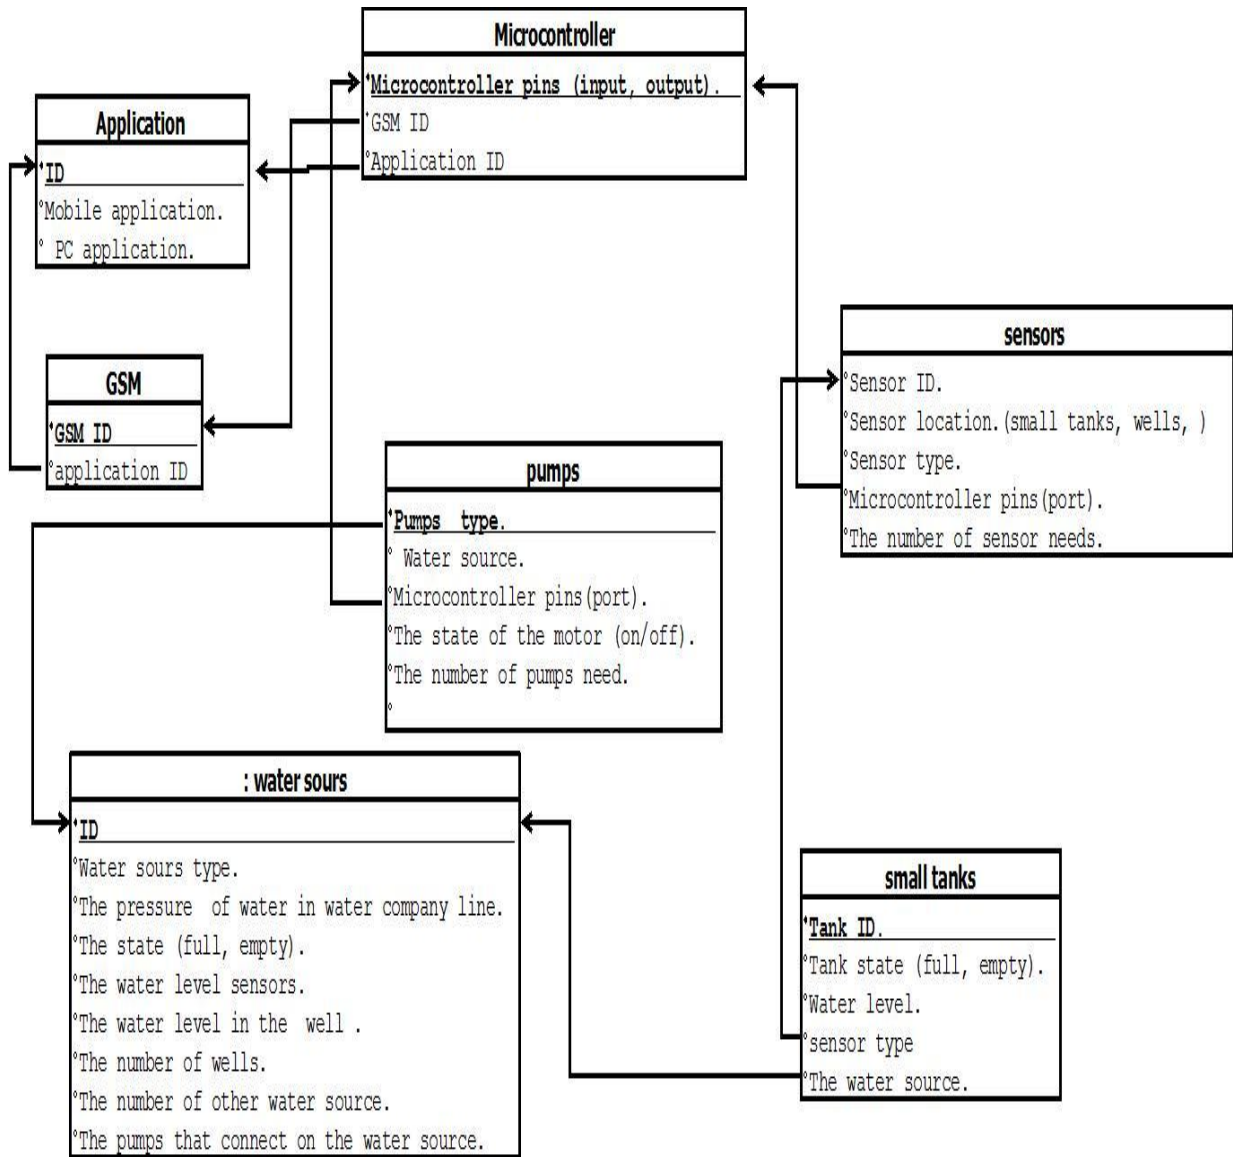 Microcontroller
Microcontroller pins (input, output).
GSM ID
Application ID
Application
ID
Mobile application.
PC application.
GSM
GSM ID
application ID
sensors
Sensor ID.
Sensor location.(small tanks, wells, )
Sensor type.
Microcontroller pins(port).
The number of sensor needs.
pumps
Pumps type.
Water source.
Microcontroller pins(port).
The state of the motor (on/off).
The number of pumps need.
: water sours
ID
Water sours type.
The pressure of water in water company line.
The state (full, empty).
The water level sensors.
The water level in the well .
The number of wells.
The number of other water source.
The pumps that connect on the water source.
small tanks
Tank ID.
Tank state (full, empty).
Water level.
sensor type
The water source.